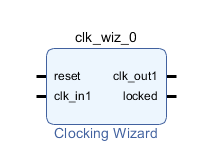 clk_wiz_0
reset clk_out1
clk_in1 locked
Clocking Wizard